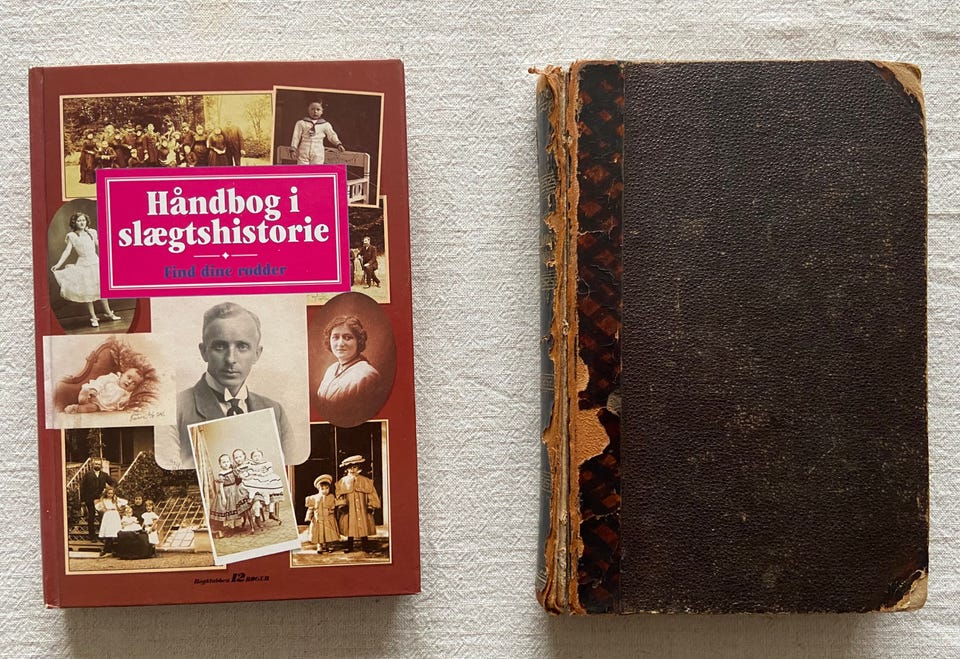 Håndbog i
slægtshistorie
Find dine rødder
Bogklubben 12 BØGER